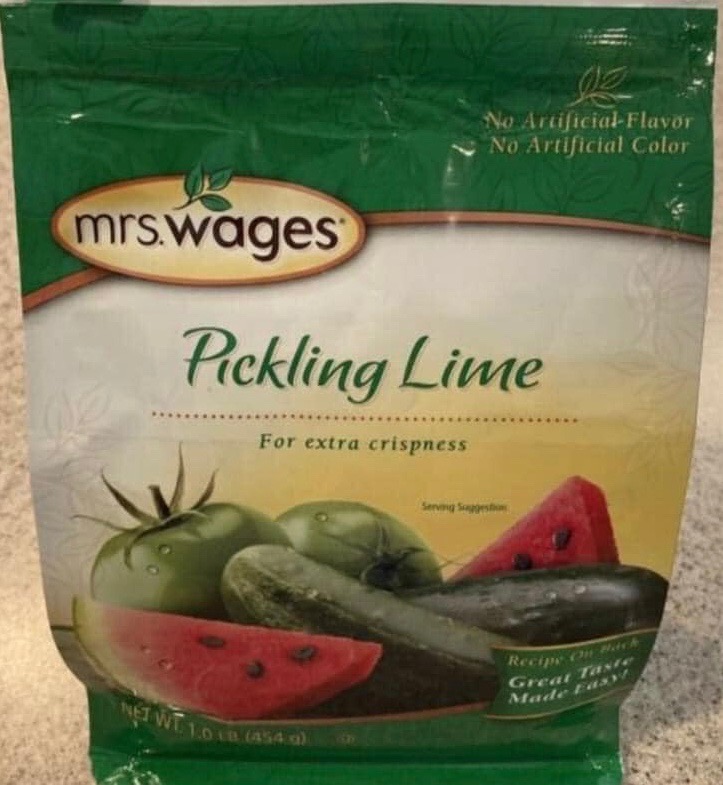 No Artificial Flavor
No Artificial Color
mrs.wages®
Pickling Lime
For extra crispness
Serving Suggestion
Recipe On Back
Great Taste
Made Easy!
NET WT. 1.0 LB (454 g)